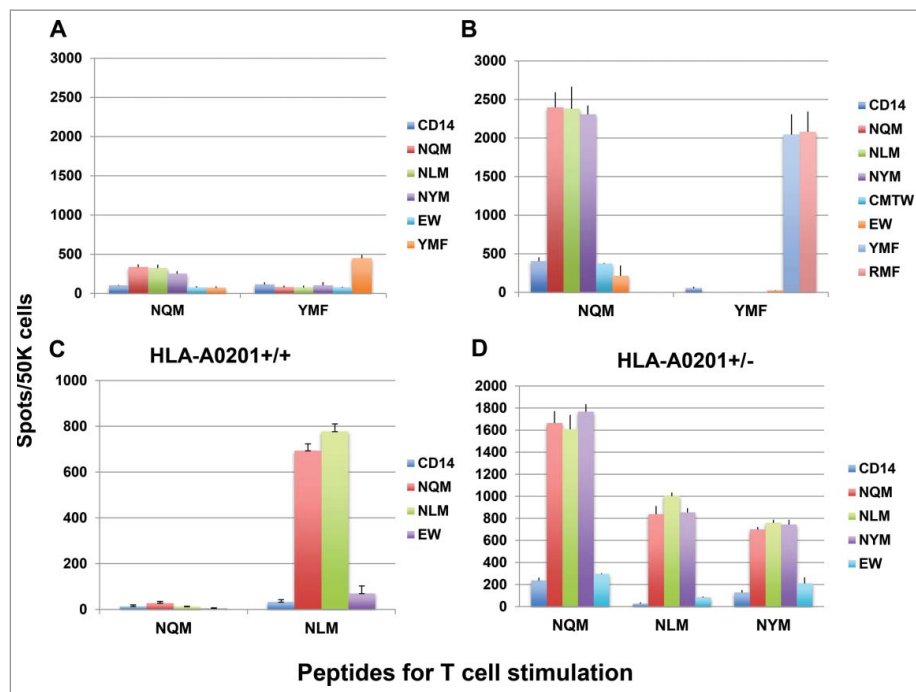 A
3000
2500
2000
1500
1000
500
0
NQM
YMF
CD14
NQM
NLM
NYM
EW
YMF
B
3000
2500
2000
1500
1000
500
0
NQM
YMF
CD14
NQM
NLM
NYM
CMTW
EW
YMF
RMF
Spots/50K cells
C
HLA-A0201+/+
1000
800
600
400
200
0
NQM
NLM
CD14
NQM
NLM
EW
D
HLA-A0201+/-
2000
1800
1600
1400
1200
1000
800
600
400
200
0
NQM
NLM
NYM
CD14
NQM
NLM
NYM
EW
Peptides for T cell stimulation